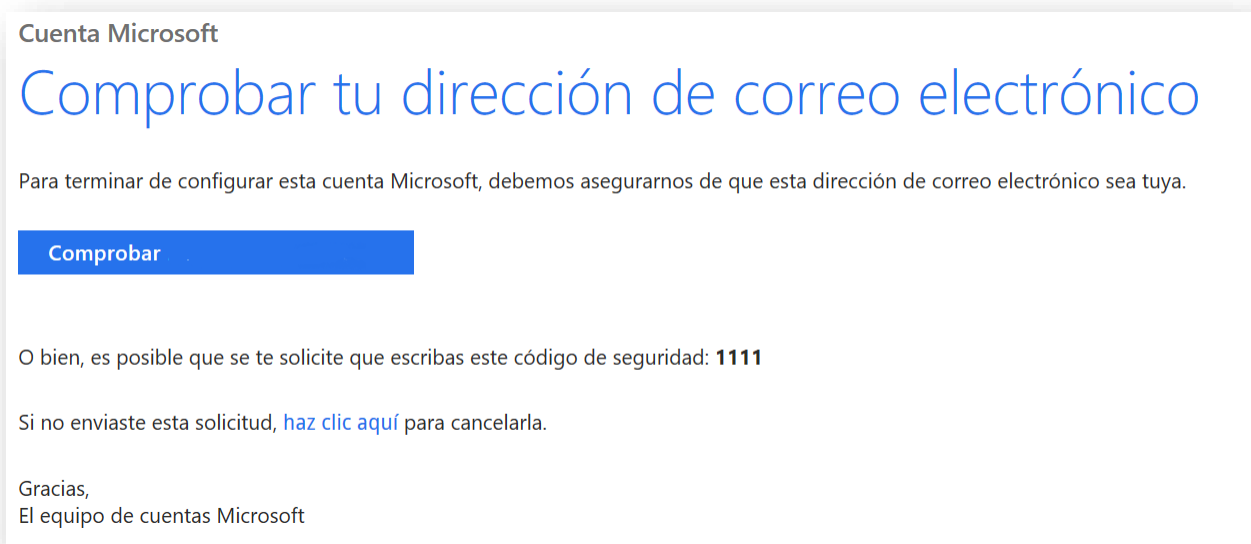 Cuenta Microsoft
Comprobar tu dirección de correo electrónico
Para terminar de configurar esta cuenta Microsoft, debemos asegurarnos de que esta dirección de correo electrónico sea tuya.
Comprobar
O bien, es posible que se te solicite que escribas este código de seguridad: 1111
Si no enviaste esta solicitud, haz clic aquí para cancelarla.
Gracias,
El equipo de cuentas Microsoft